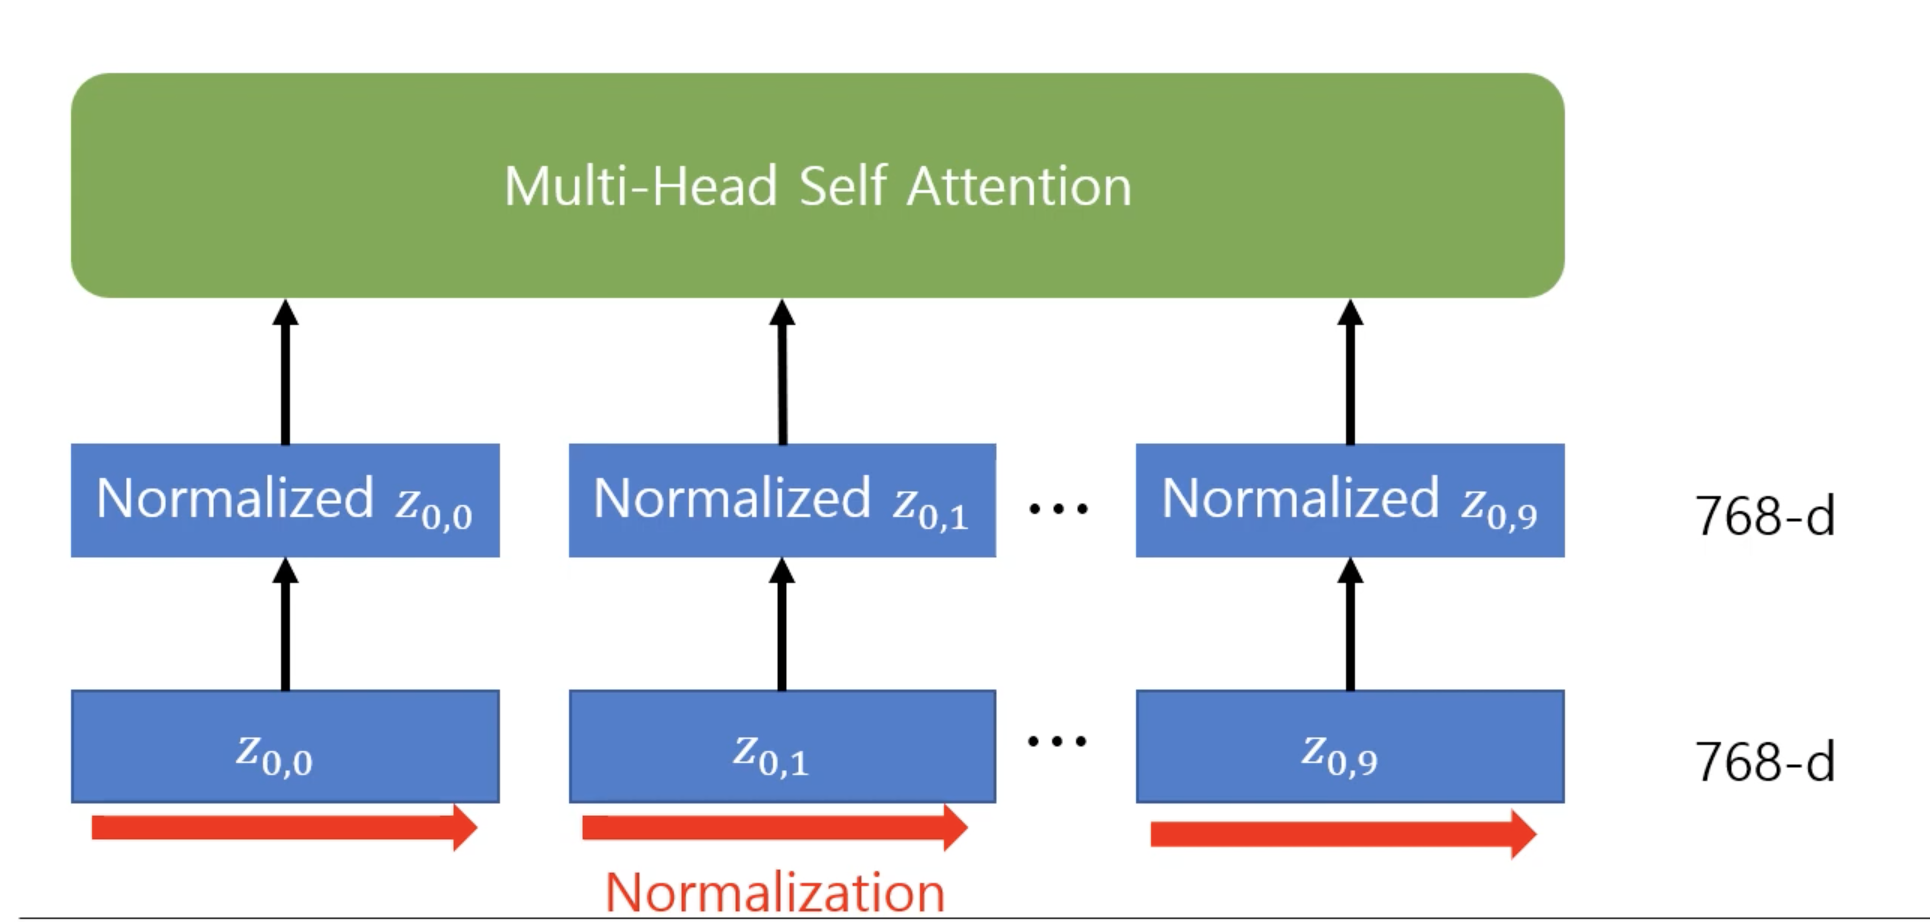 Multi-Head Self Attention
Normalized z₀,₀ Normalized z₀,₁ ... Normalized z₀,₉ 768-d
z₀,₀ z₀,₁ ... z₀,₉ 768-d
Normalization